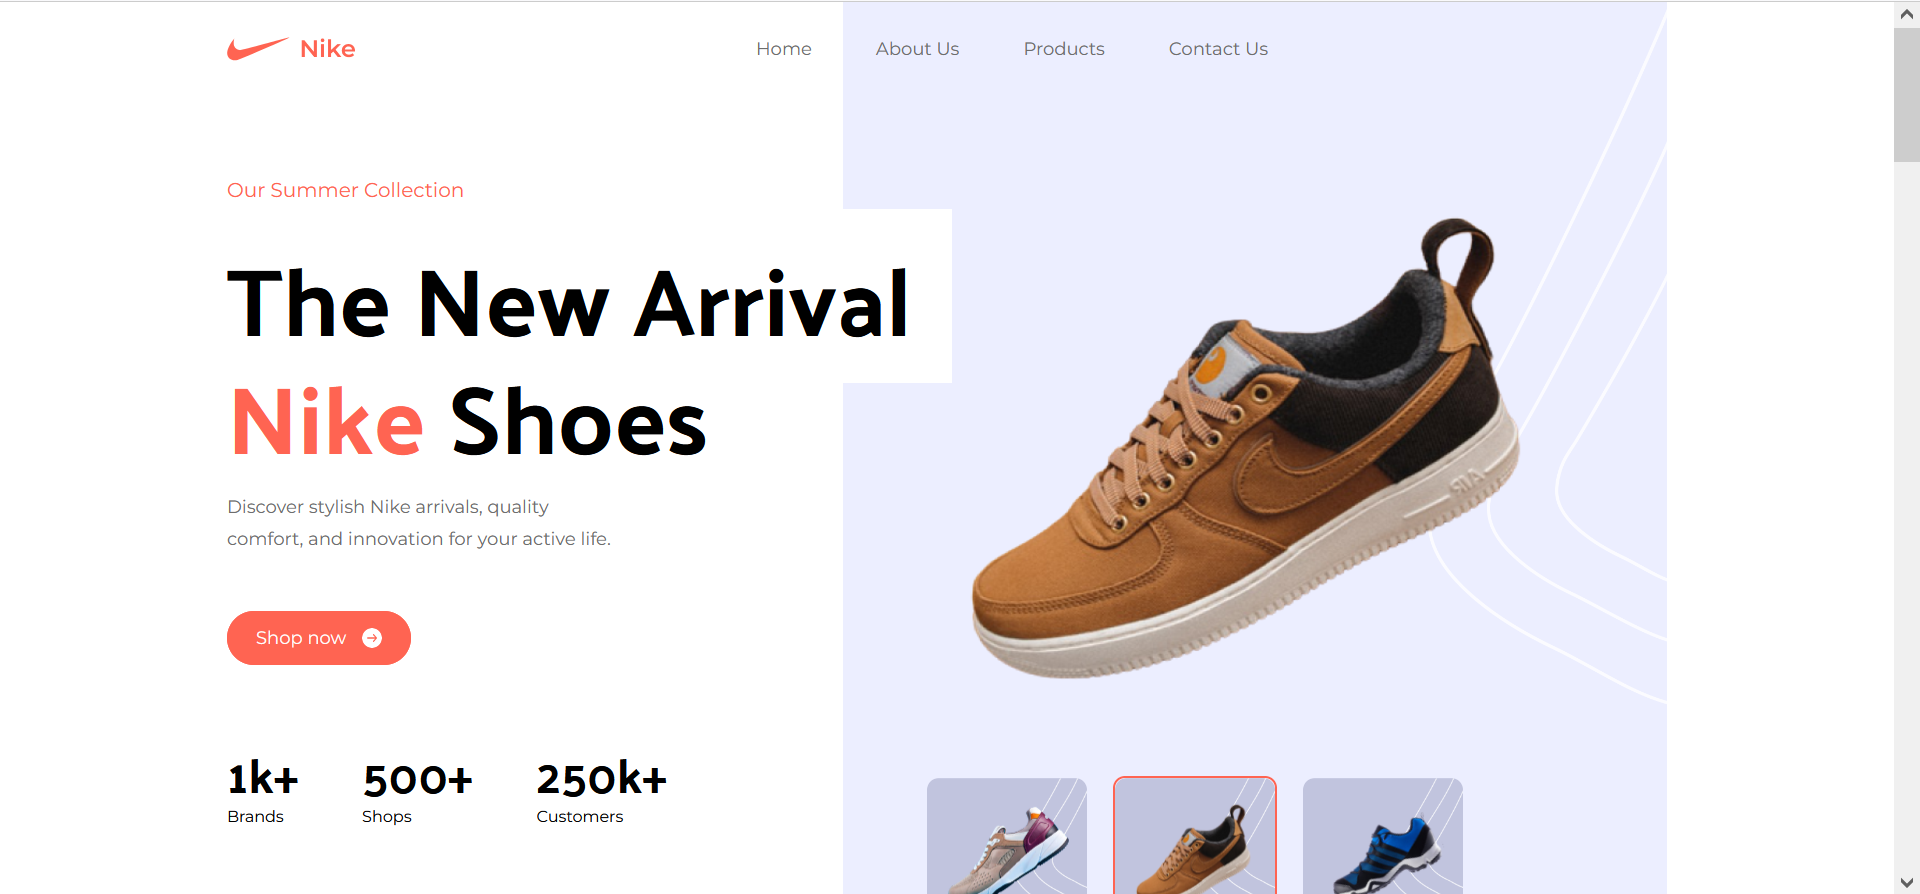 Nike
Home
About Us
Products
Contact Us
Our Summer Collection
The New Arrival
Nike Shoes
Discover stylish Nike arrivals, quality
comfort, and innovation for your active life.
Shop now
1k+
Brands
500+
Shops
250k+
Customers
AIR